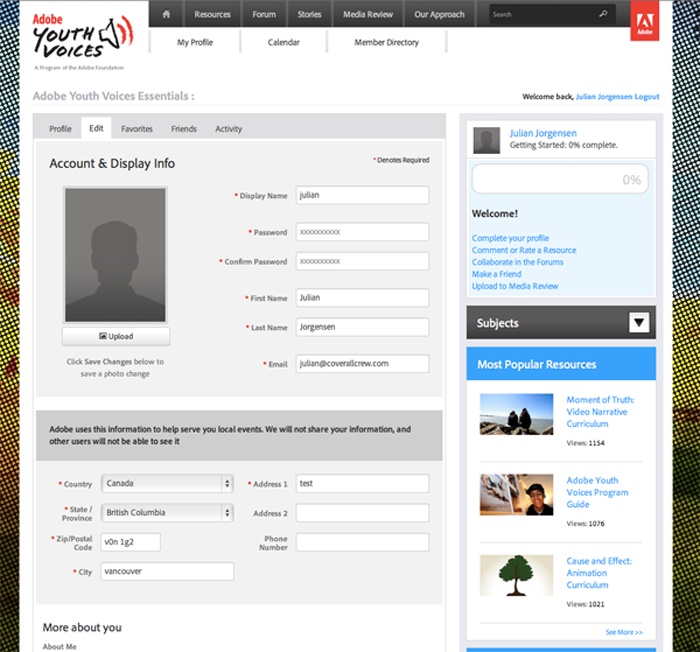 Adobe
YOUTH
VOICES
A Program of the Adobe Foundation
Resources Forum Stories Media Review Our Approach Search
Adobe
My Profile Calendar Member Directory
Adobe Youth Voices Essentials :
Welcome back, Julian Jorgensen Logout
Profile Edit Favorites Friends Activity
Account & Display Info
* Denotes Required
* Display Name julian
* Password xxxxxxxxxx
* Confirm Password xxxxxxxxxx
* First Name Julian
* Last Name Jorgensen
* Email julian@coverallcrew.com
Upload
Click Save Changes below to
save a photo change
Adobe uses this information to help serve you local events. We will not share your information, and
other users will not be able to see it
* Country Canada
* State /
Province British Columbia
* Zip/Postal
Code v0n 1g2
* City vancouver
* Address 1 test
Address 2
Phone
Number
More about you
About Me
Julian Jorgensen
Getting Started: 0% complete.
0%
Welcome!
Complete your profile
Comment or Rate a Resource
Collaborate in the Forums
Make a Friend
Upload to Media Review
Subjects
Most Popular Resources
Moment of Truth:
Video Narrative
Curriculum
Views: 1154
Adobe Youth
Voices Program
Guide
Views: 1076
Cause and Effect:
Animation
Curriculum
Views: 1021
See More >>